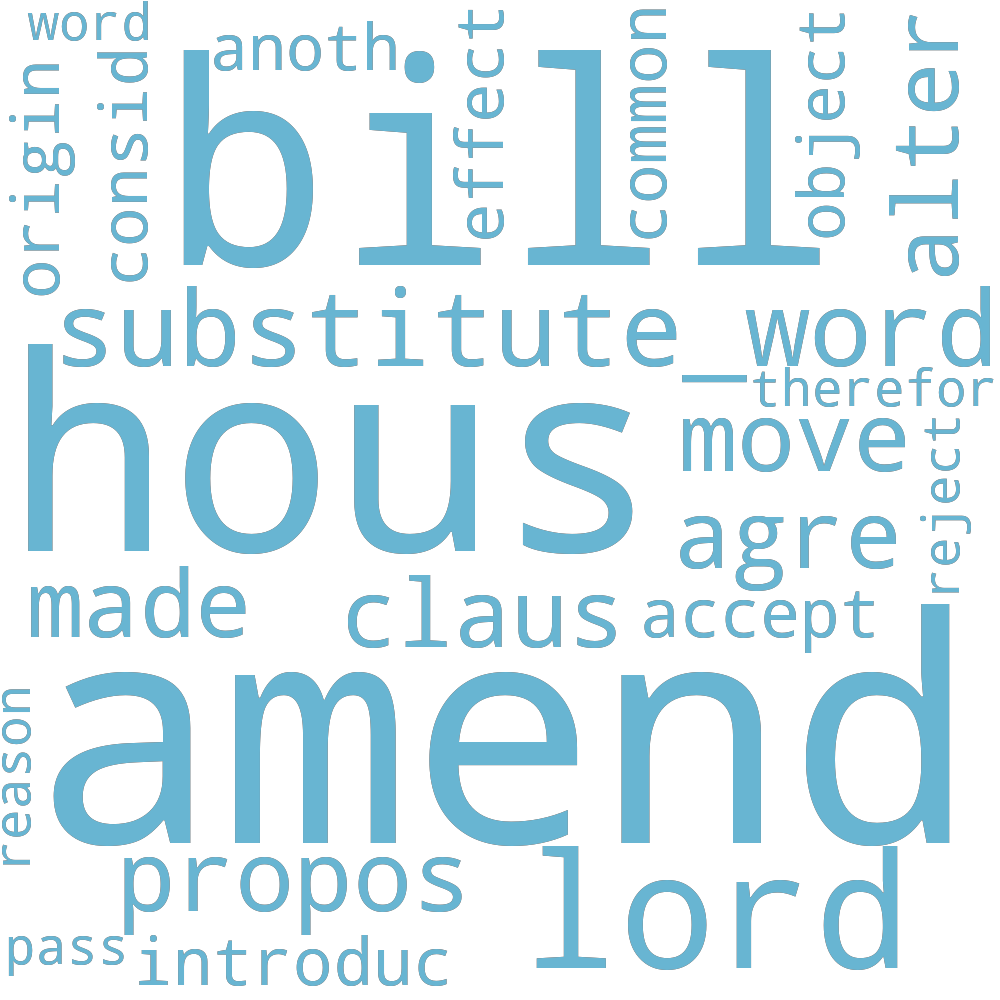 word
anoth
effect
common
object
alter
origin
consid
bill
substitute_word
therefor
hous
move
reject
agre
made
claus
accept
amend
reason
propos
lord
pass
introduc